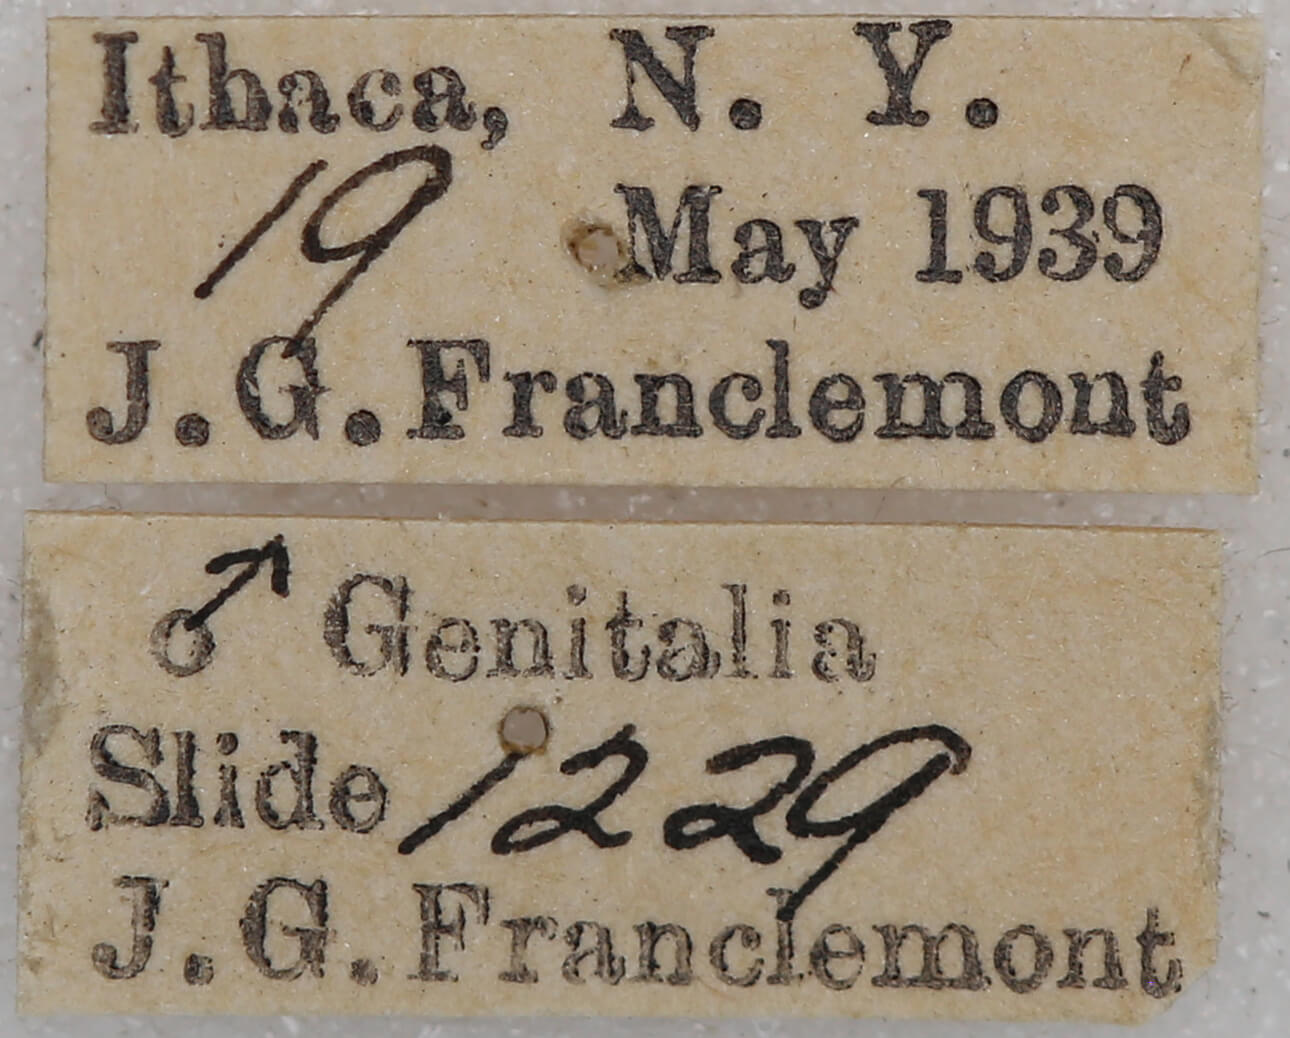 Ithaca, N. Y.
19 May 1939
J. G. Franclemont
♂ Genitalia
Slide 1229
J. G. Franclemont